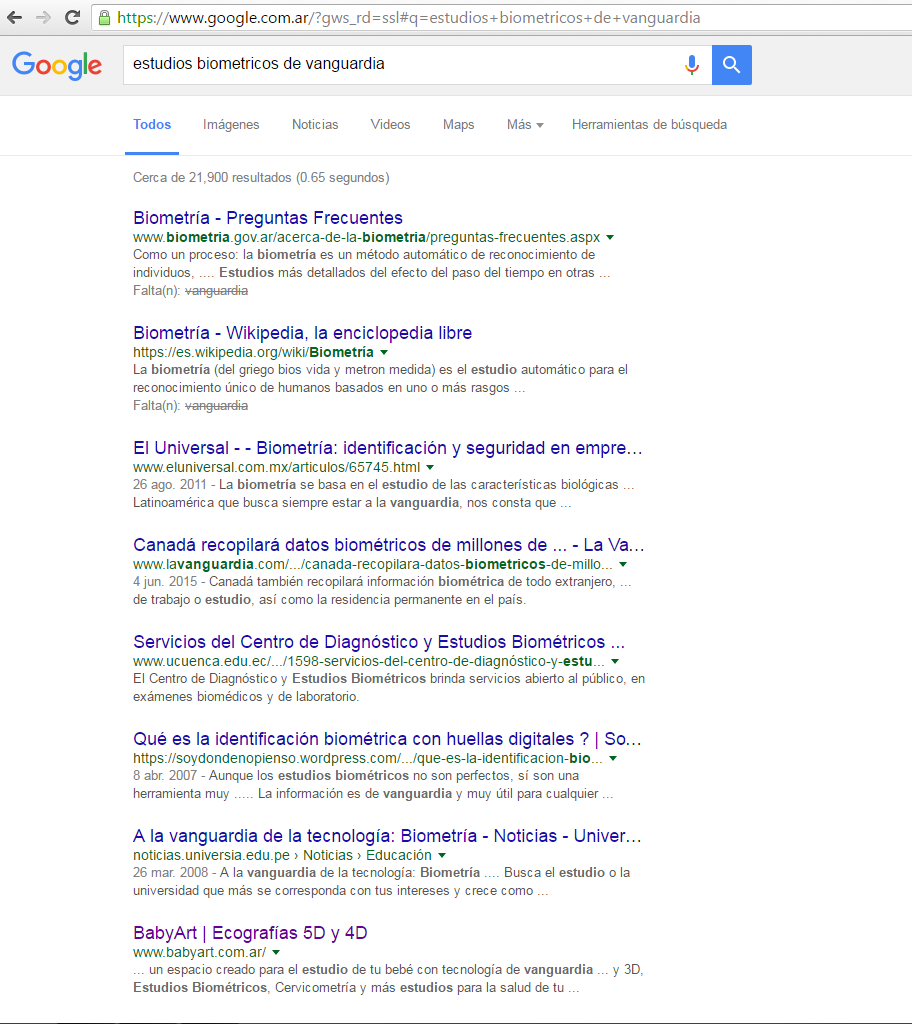 https://www.google.com.ar/?gws_rd=ssl#q=estudios+biometricos+de+vanguardia
Google
estudios biometricos de vanguardia
Todos Imágenes Noticias Videos Maps Más Herramientas de búsqueda
Cerca de 21,900 resultados (0.65 segundos)
Biometría - Preguntas Frecuentes
www.biometria.gov.ar/acerca-de-la-biometria/preguntas-frecuentes.aspx
Como un proceso: la biometría es un método automático de reconocimiento de
individuos, .... Estudios más detallados del efecto del paso del tiempo en otras ...
Falta(n): vanguardia
Biometría - Wikipedia, la enciclopedia libre
https://es.wikipedia.org/wiki/Biometría
La biometría (del griego bios vida y metron medida) es el estudio automático para el
reconocimiento único de humanos basados en uno o más rasgos ...
Falta(n): vanguardia
El Universal - - Biometría: identificación y seguridad en empre...
www.eluniversal.com.mx/articulos/65745.html
26 ago. 2011 - La biometría se basa en el estudio de las características biológicas ...
Latinoamérica que busca siempre estar a la vanguardia, nos consta que ...
Canadá recopilará datos biométricos de millones de ... - La Va...
www.lavanguardia.com/.../canada-recopilara-datos-biometricos-de-millo...
4 jun. 2015 - Canadá también recopilará información biométrica de todo extranjero, ...
de trabajo o estudio, así como la residencia permanente en el país.
Servicios del Centro de Diagnóstico y Estudios Biométricos ...
www.ucuenca.edu.ec/.../1598-servicios-del-centro-de-diagnóstico-y-estu...
El Centro de Diagnóstico y Estudios Biométricos brinda servicios abierto al público, en
exámenes biomédicos y de laboratorio.
Qué es la identificación biométrica con huellas digitales ? | So...
https://soydondenopienso.wordpress.com/.../que-es-la-identificacion-bio...
8 abr. 2007 - Aunque los estudios biométricos no son perfectos, sí son una
herramienta muy ..... La información es de vanguardia y muy útil para cualquier ...
A la vanguardia de la tecnología: Biometría - Noticias - Univer...
noticias.universia.edu.pe › Noticias › Educación
26 mar. 2008 - A la vanguardia de la tecnología: Biometría .... Busca el estudio o la
universidad que más se corresponda con tus intereses y crece como ...
BabyArt | Ecografías 5D y 4D
www.babyart.com.ar/
... un espacio creado para el estudio de tu bebé con tecnología de vanguardia ... y 3D,
Estudios Biométricos, Cervicometría y más estudios para la salud de tu ...